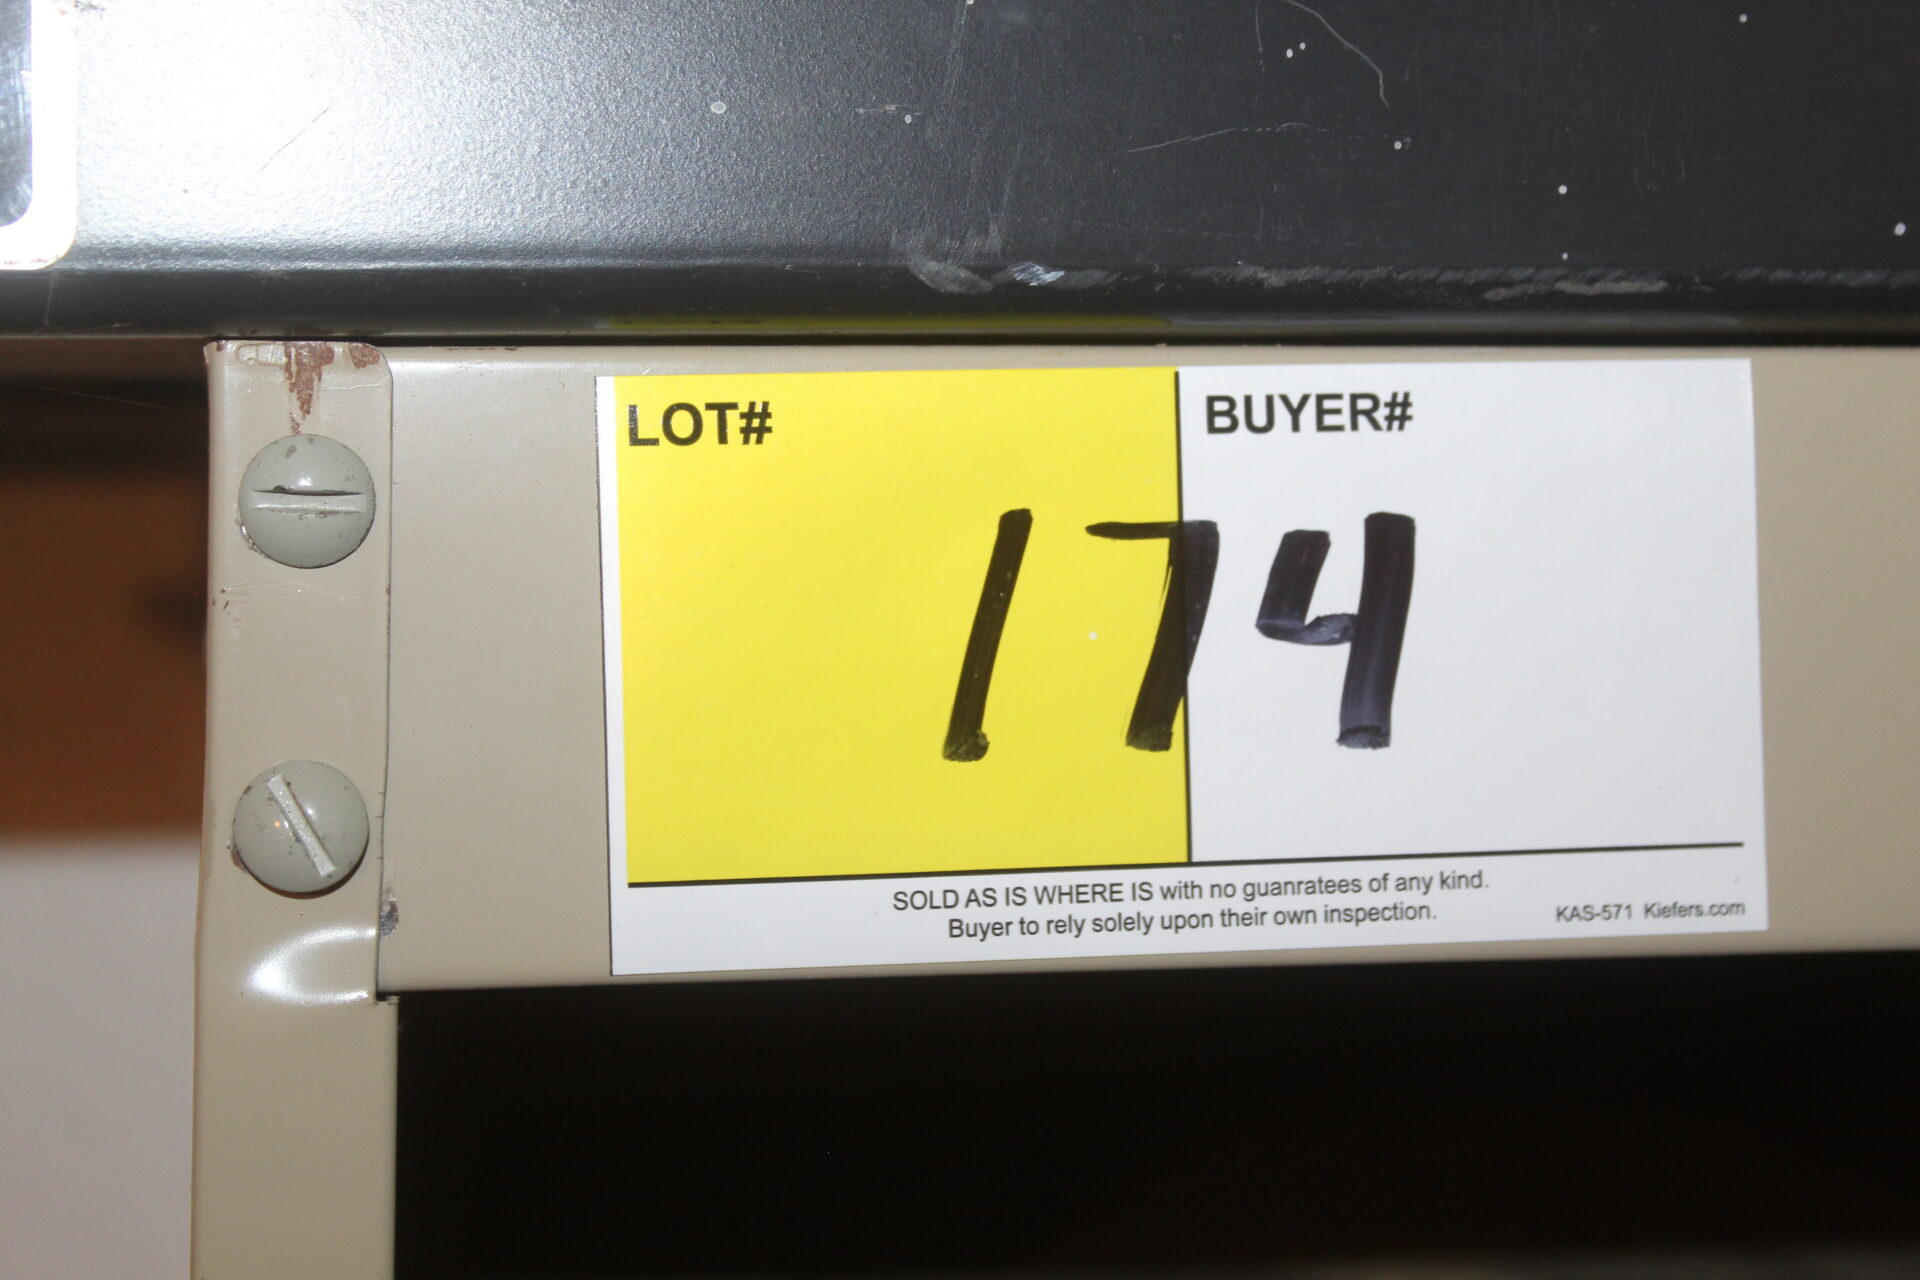 LOT# BUYER#
174
SOLD AS IS WHERE IS with no guanratees of any kind.
Buyer to rely solely upon their own inspection.
KAS-571 Kiefers.com